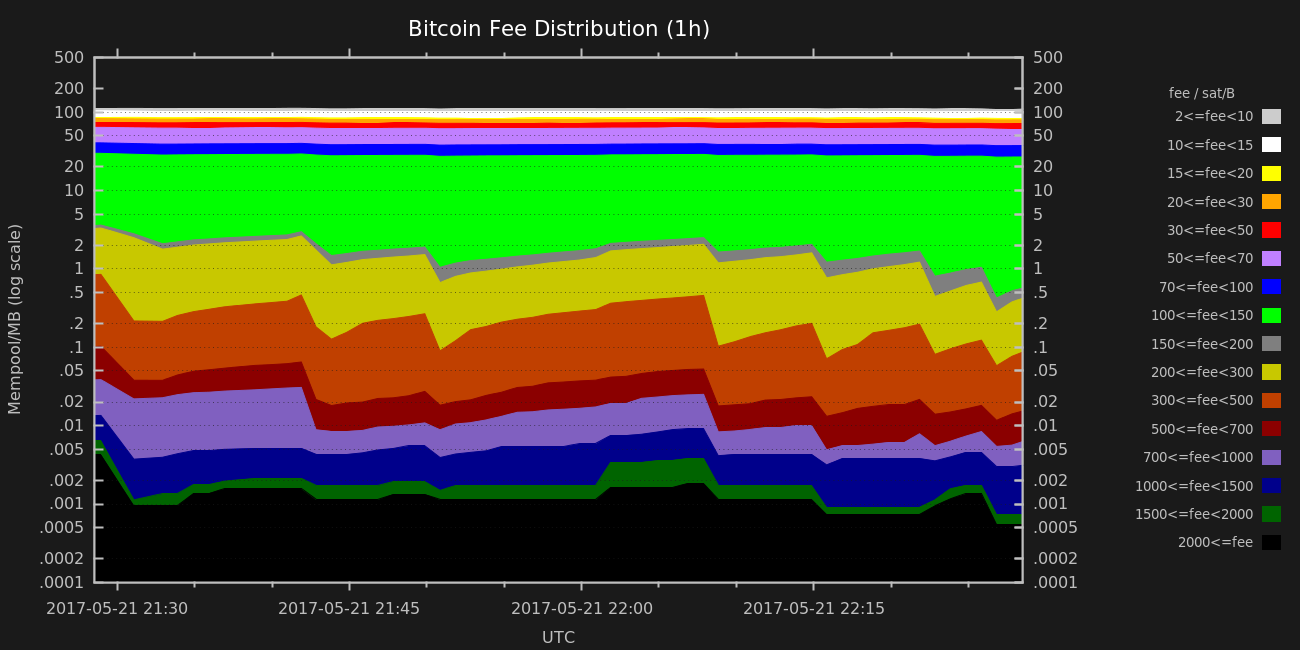 Bitcoin Fee Distribution (1h)
500
200
100
50
20
10
5
2
1
.5
.2
.1
.05
.02
.01
.005
.002
.001
.0005
.0002
.0001
Mempool/MB (log scale)
500
200
100
50
20
10
5
2
1
.5
.2
.1
.05
.02
.01
.005
.002
.001
.0005
.0002
.0001
2017-05-21 21:30 2017-05-21 21:45 2017-05-21 22:00 2017-05-21 22:15
UTC
fee / sat/B
2<=fee<10
10<=fee<15
15<=fee<20
20<=fee<30
30<=fee<50
50<=fee<70
70<=fee<100
100<=fee<150
150<=fee<200
200<=fee<300
300<=fee<500
500<=fee<700
700<=fee<1000
1000<=fee<1500
1500<=fee<2000
2000<=fee